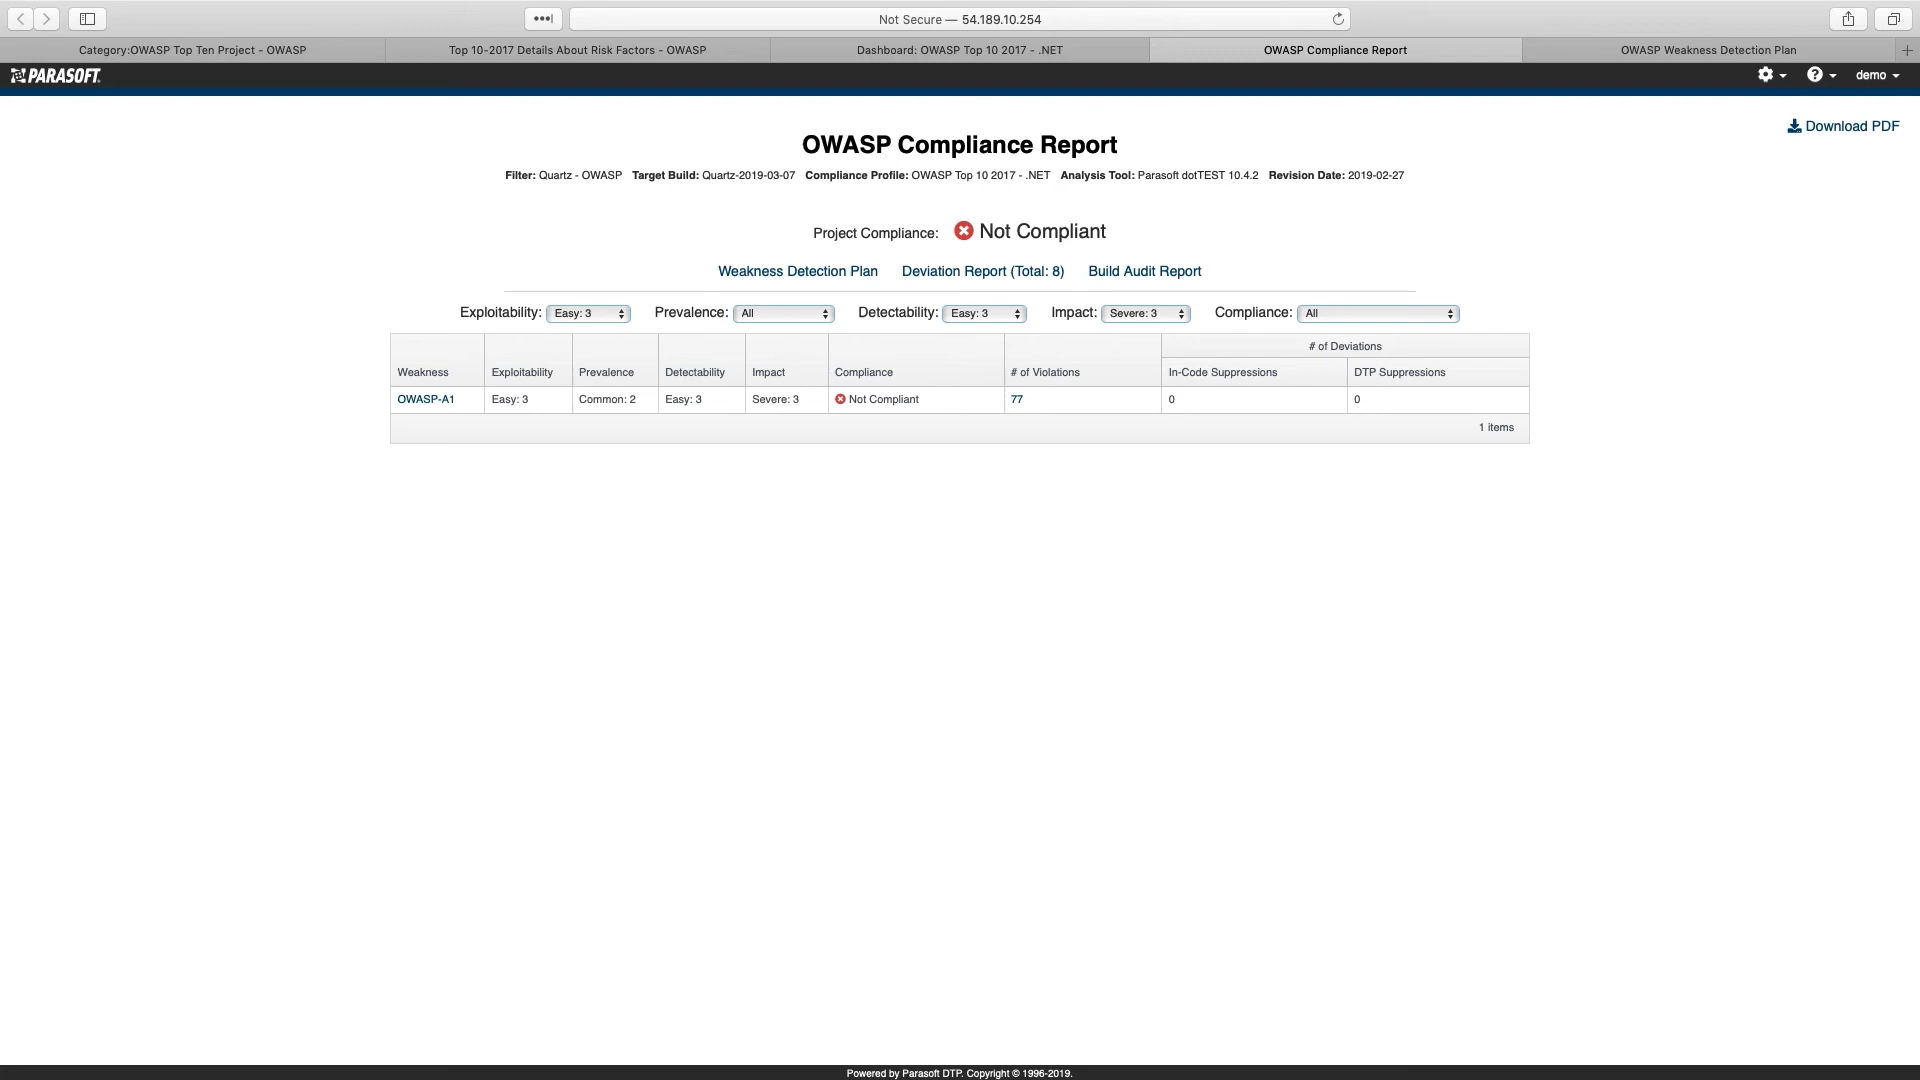 Not Secure — 54.189.10.254
Category:OWASP Top Ten Project - OWASP
Top 10-2017 Details About Risk Factors - OWASP
Dashboard: OWASP Top 10 2017 - .NET
OWASP Compliance Report
OWASP Weakness Detection Plan
PARASOFT
demo
Download PDF
OWASP Compliance Report
Filter: Quartz - OWASP Target Build: Quartz-2019-03-07 Compliance Profile: OWASP Top 10 2017 - .NET Analysis Tool: Parasoft dotTEST 10.4.2 Revision Date: 2019-02-27
Project Compliance: Not Compliant
Weakness Detection Plan Deviation Report (Total: 8) Build Audit Report
Exploitability: Easy: 3 Prevalence: All Detectability: Easy: 3 Impact: Severe: 3 Compliance: All
# of Deviations
Weakness Exploitability Prevalence Detectability Impact Compliance # of Violations In-Code Suppressions DTP Suppressions
OWASP-A1 Easy: 3 Common: 2 Easy: 3 Severe: 3 Not Compliant 77 0 0
1 items
Powered by Parasoft DTP. Copyright © 1996-2019.